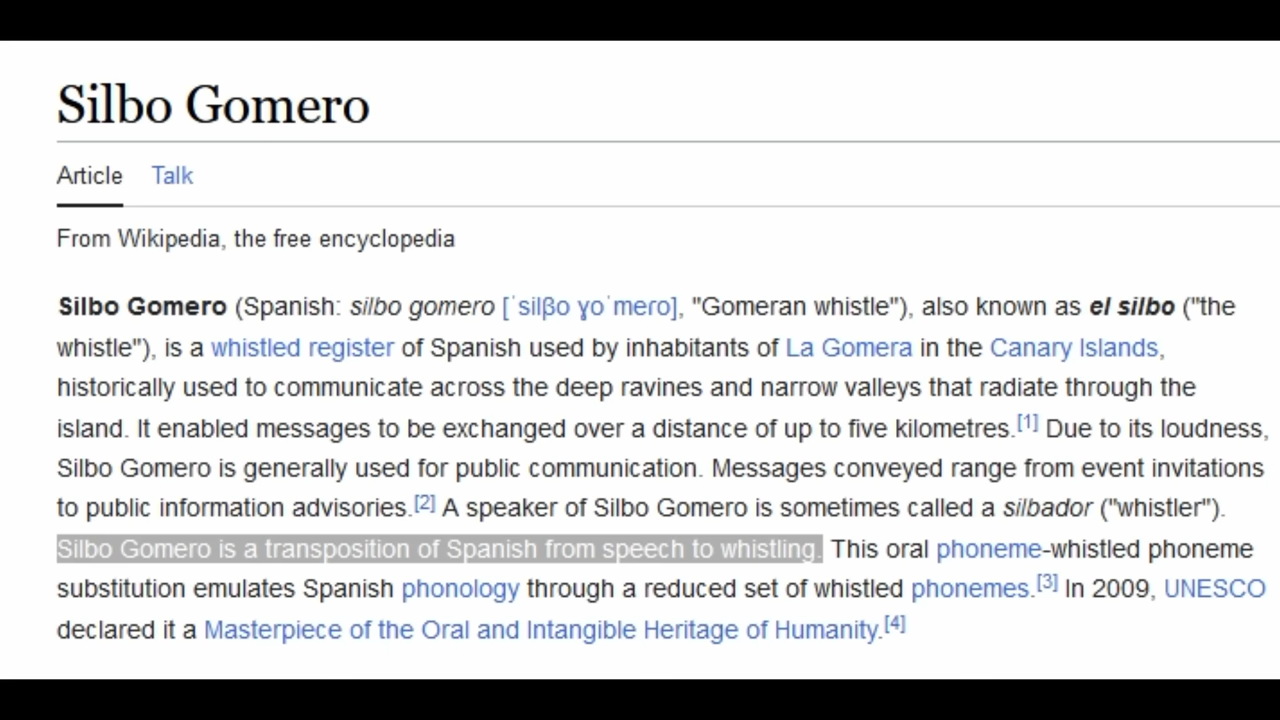 Silbo Gomero
Article Talk
From Wikipedia, the free encyclopedia
Silbo Gomero (Spanish: silbo gomero [ˈsilβo ɣoˈmeɾo], "Gomeran whistle"), also known as el silbo ("the
whistle"), is a whistled register of Spanish used by inhabitants of La Gomera in the Canary Islands,
historically used to communicate across the deep ravines and narrow valleys that radiate through the
island. It enabled messages to be exchanged over a distance of up to five kilometres.[1] Due to its loudness,
Silbo Gomero is generally used for public communication. Messages conveyed range from event invitations
to public information advisories.[2] A speaker of Silbo Gomero is sometimes called a silbador ("whistler").
Silbo Gomero is a transposition of Spanish from speech to whistling. This oral phoneme-whistled phoneme
substitution emulates Spanish phonology through a reduced set of whistled phonemes.[3] In 2009, UNESCO
declared it a Masterpiece of the Oral and Intangible Heritage of Humanity.[4]